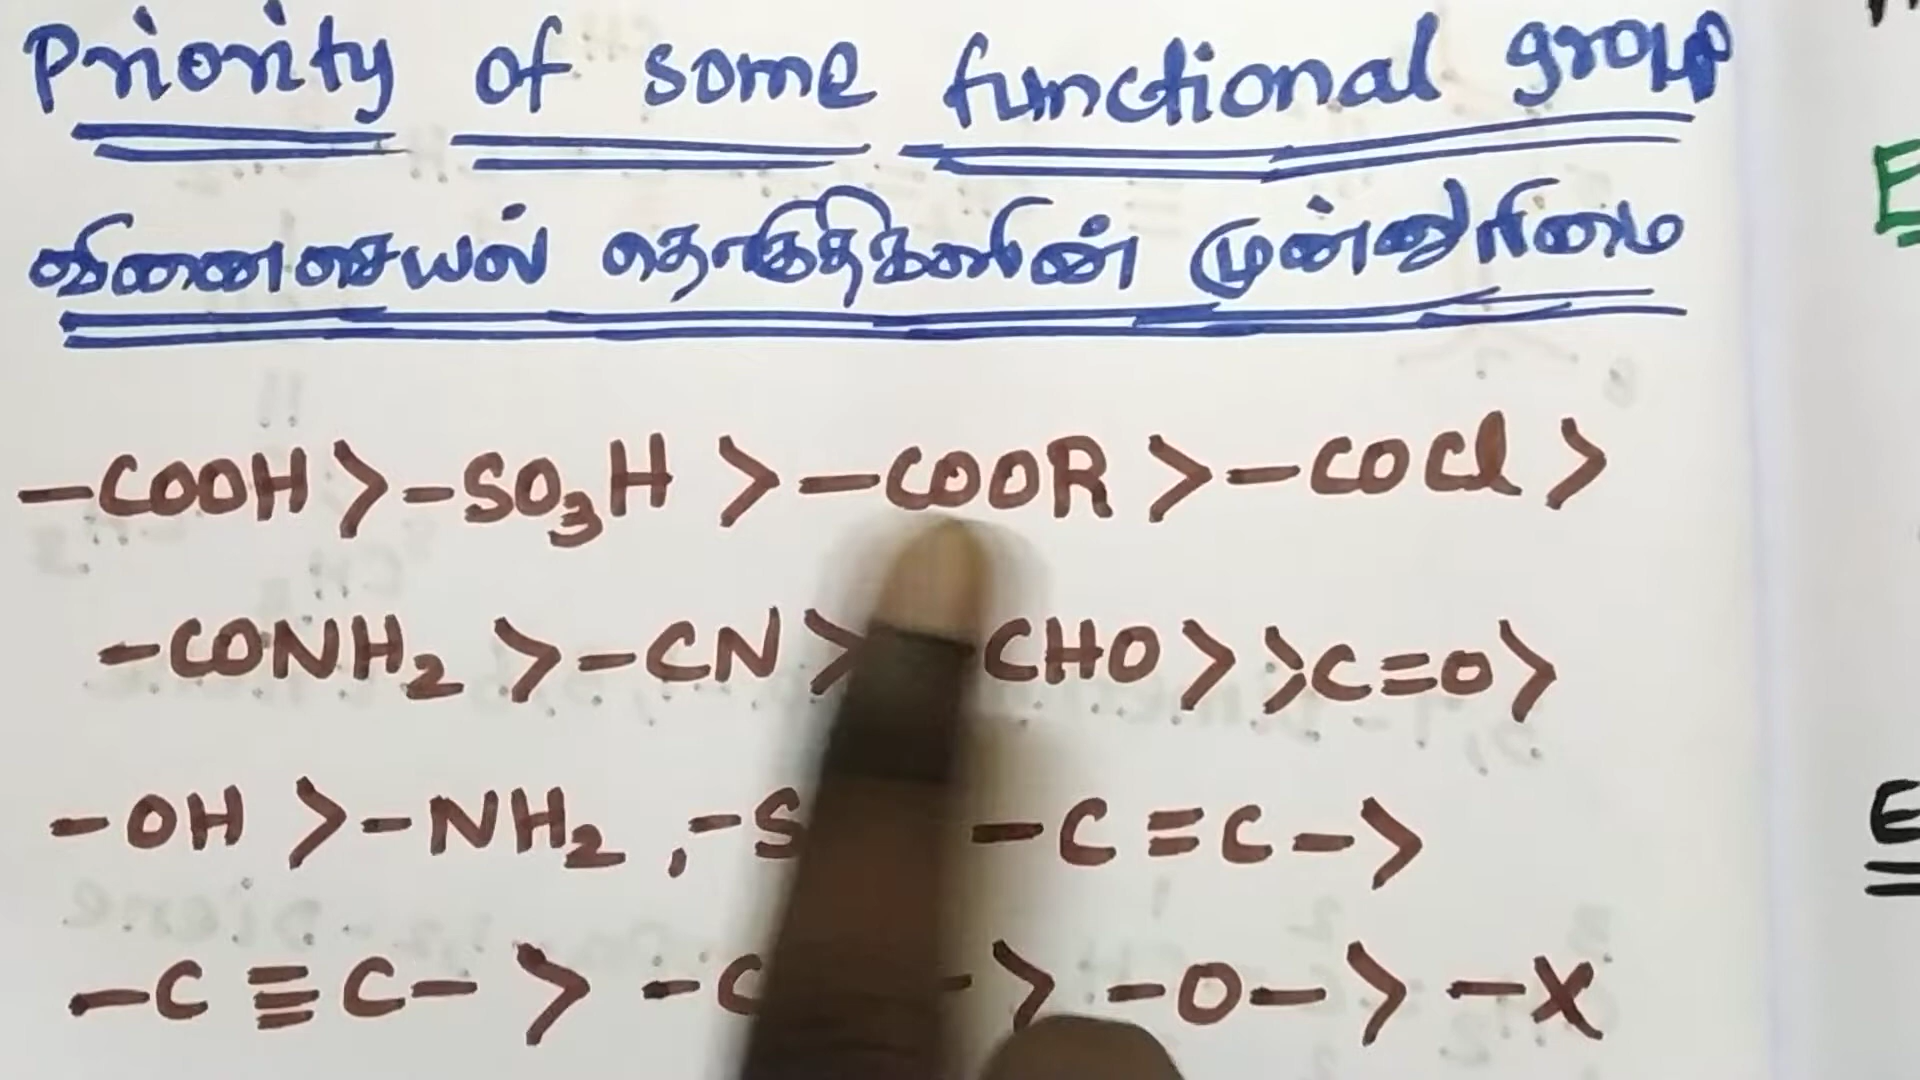 Priority of some functional group
வினைசெயல் தொகுதிகளின் முன்னுரிமை
-COOH > -SO₃H > -COOR > -COCl >
-CONH₂ > -CN > CHO > >C=O >
-OH > -NH₂ , -S -C≡C- >
-C≡C- > -C - > -O- > -X